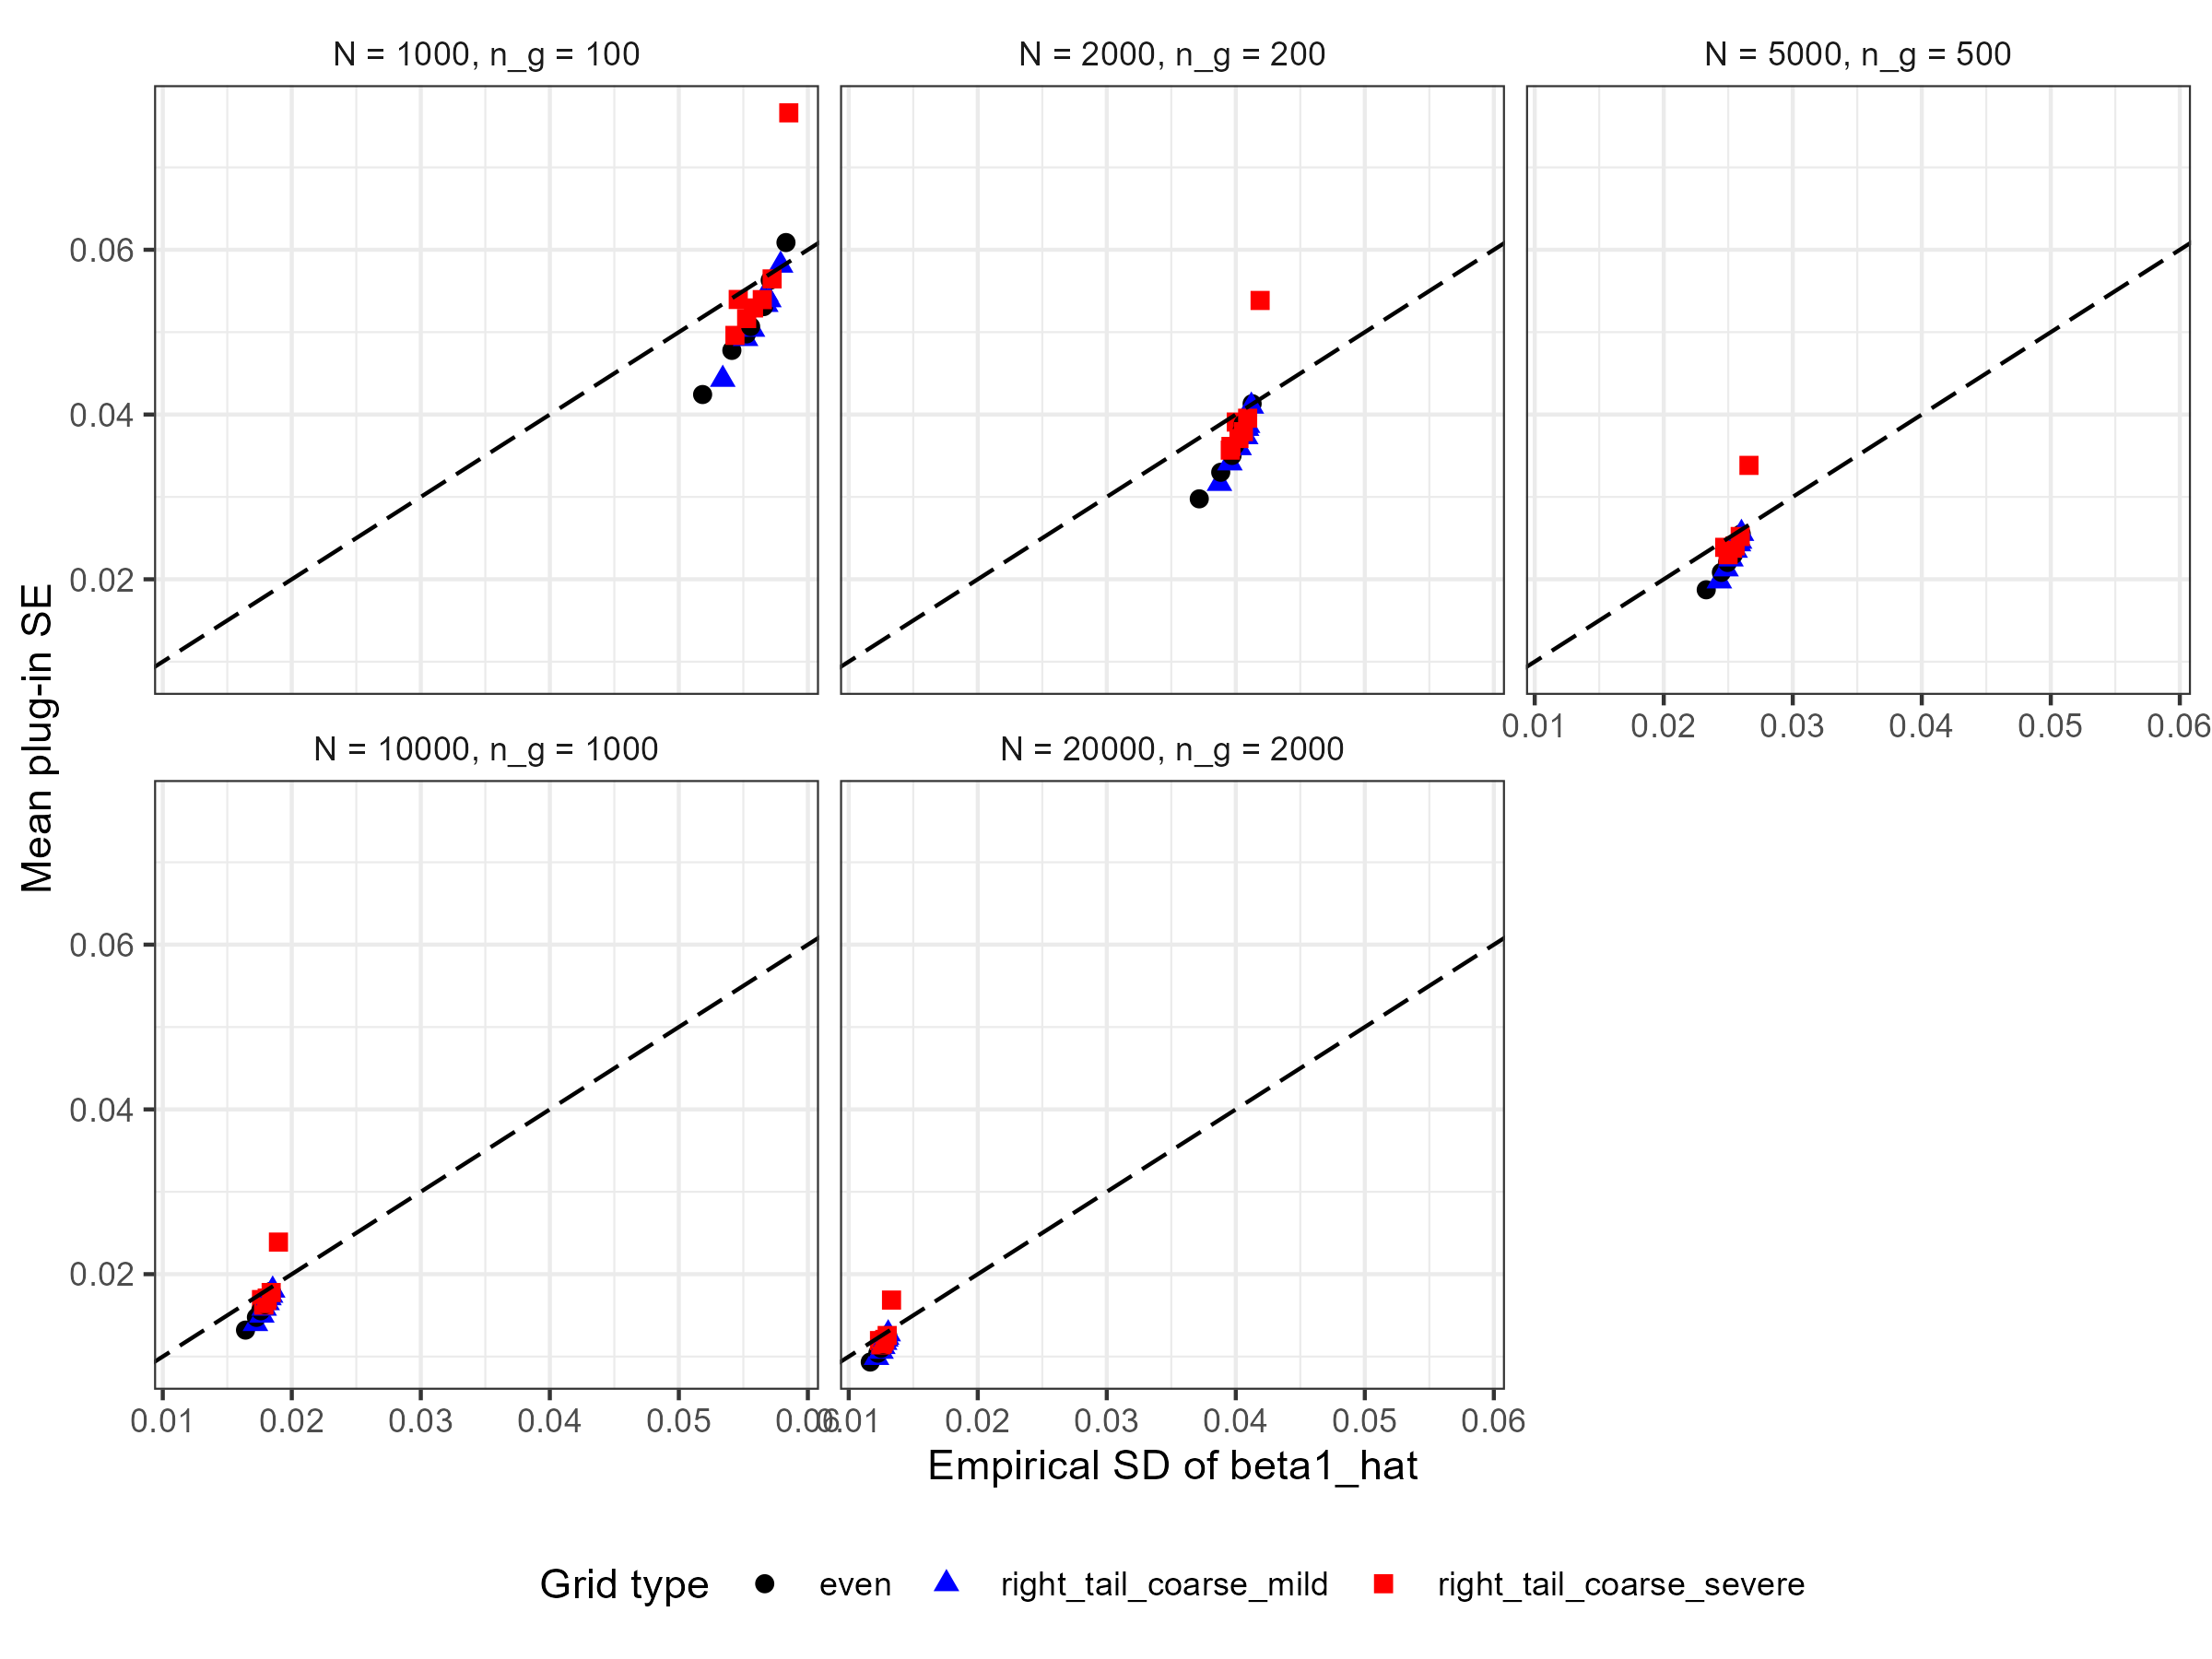 N = 1000, n_g = 100
N = 2000, n_g = 200
N = 5000, n_g = 500
0.06
0.04
0.02
0.01 0.02 0.03 0.04 0.05 0.06
Mean plug-in SE
N = 10000, n_g = 1000
N = 20000, n_g = 2000
0.06
0.04
0.02
0.01 0.02 0.03 0.04 0.05 0.06
0.01 0.02 0.03 0.04 0.05 0.06
Empirical SD of beta1_hat
Grid type even right_tail_coarse_mild right_tail_coarse_severe